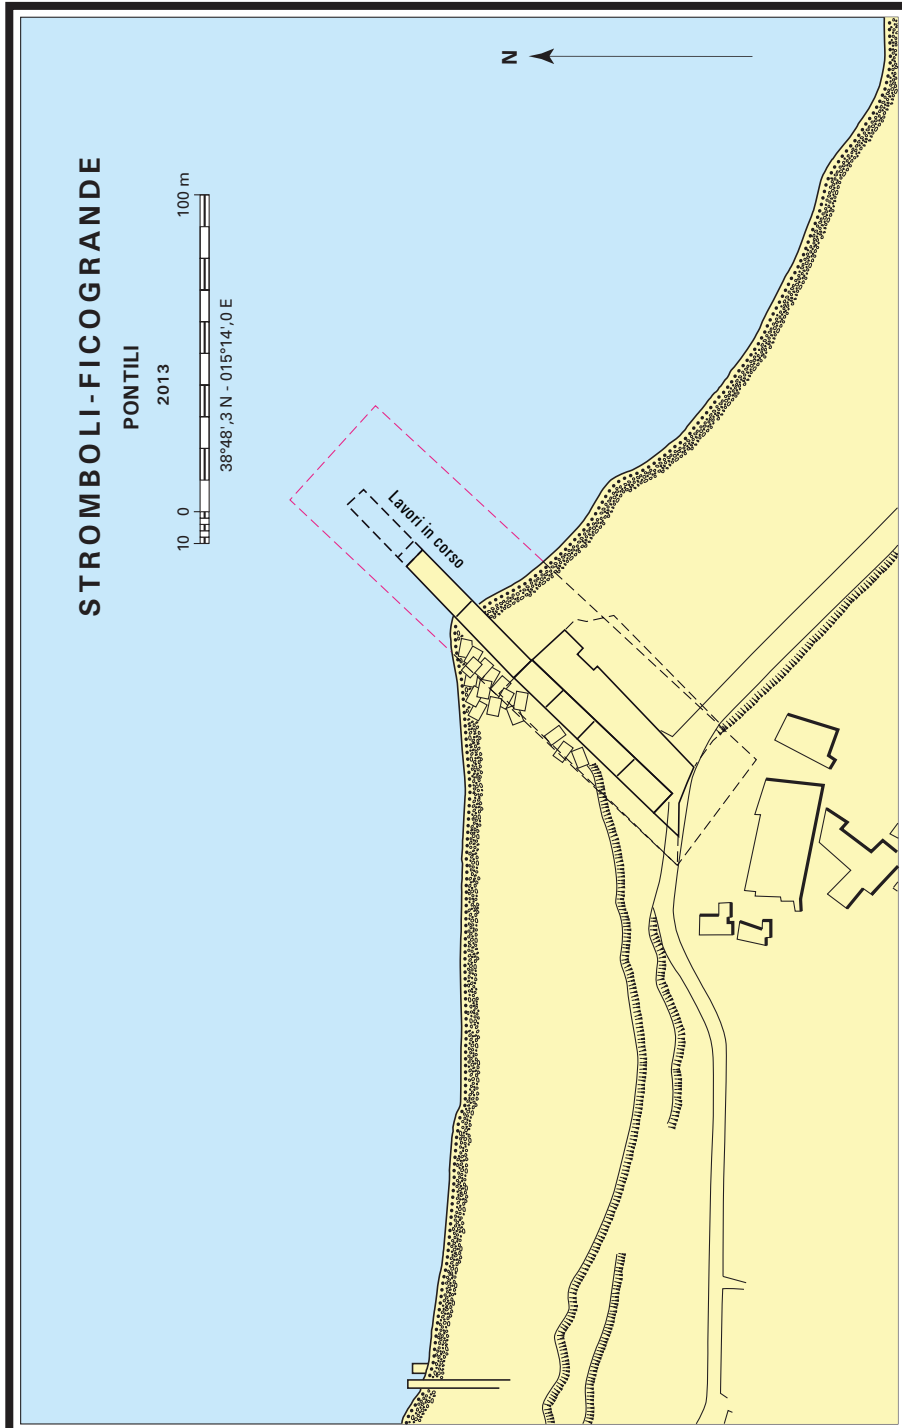 STROMBOLI-FICOGRANDE
PONTILI
2013
10 0 100 m
38°48',3 N - 015°14',0 E
N
Lavori in corso